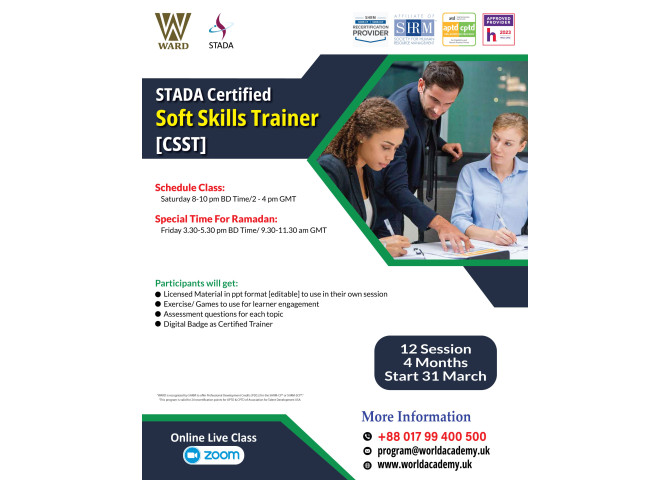 WARD
STADA
SHRM
RECERTIFICATION
PROVIDER
AFFILIATE OF
SHRM
SOCIETY FOR HUMAN
RESOURCE MANAGEMENT
atd
aptd cptd
APPROVED
PROVIDER
h
2023
STADA Certified
Soft Skills Trainer
[CSST]
Schedule Class:
Saturday 8-10 pm BD Time/2 - 4 pm GMT
Special Time For Ramadan:
Friday 3.30-5.30 pm BD Time/ 9.30-11.30 am GMT
Participants will get:
Licensed Material in ppt format [editable] to use in their own session
Exercise/ Games to use for learner engagement
Assessment questions for each topic
Digital Badge as Certified Trainer
12 Session
4 Months
Start 31 March
More Information
+88 017 99 400 500
program@worldacademy.uk
www.worldacademy.uk
Online Live Class
zoom